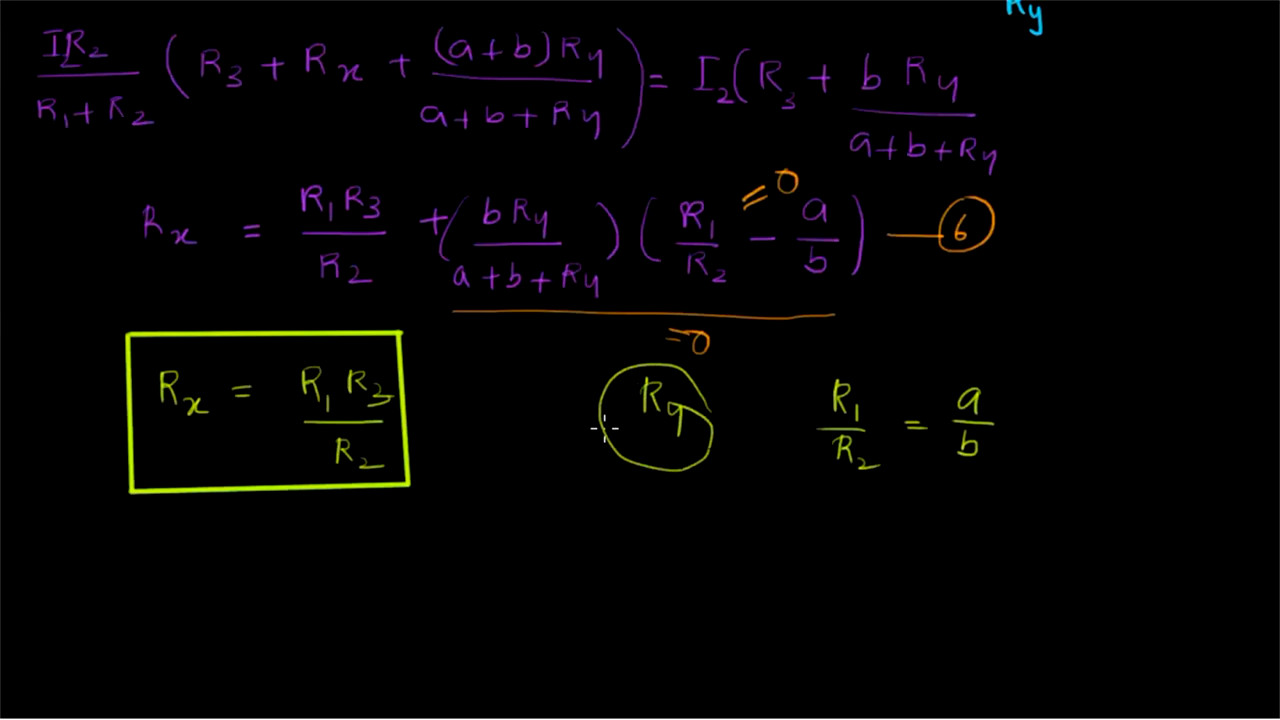 Ry
IR₂/(R₁ + R₂) (R₃ + Rx + (a+b)Ry/(a+b+Ry)) = I₂(R₃ + b Ry/(a+b+Ry)
Rx = R₁R₃/R₂ + (bRy/(a+b+Ry)) (R₁/R₂ − a/b) — 6
= 0
= 0
Rx = R₁R₃/R₂
Ry
R₁/R₂ = a/b